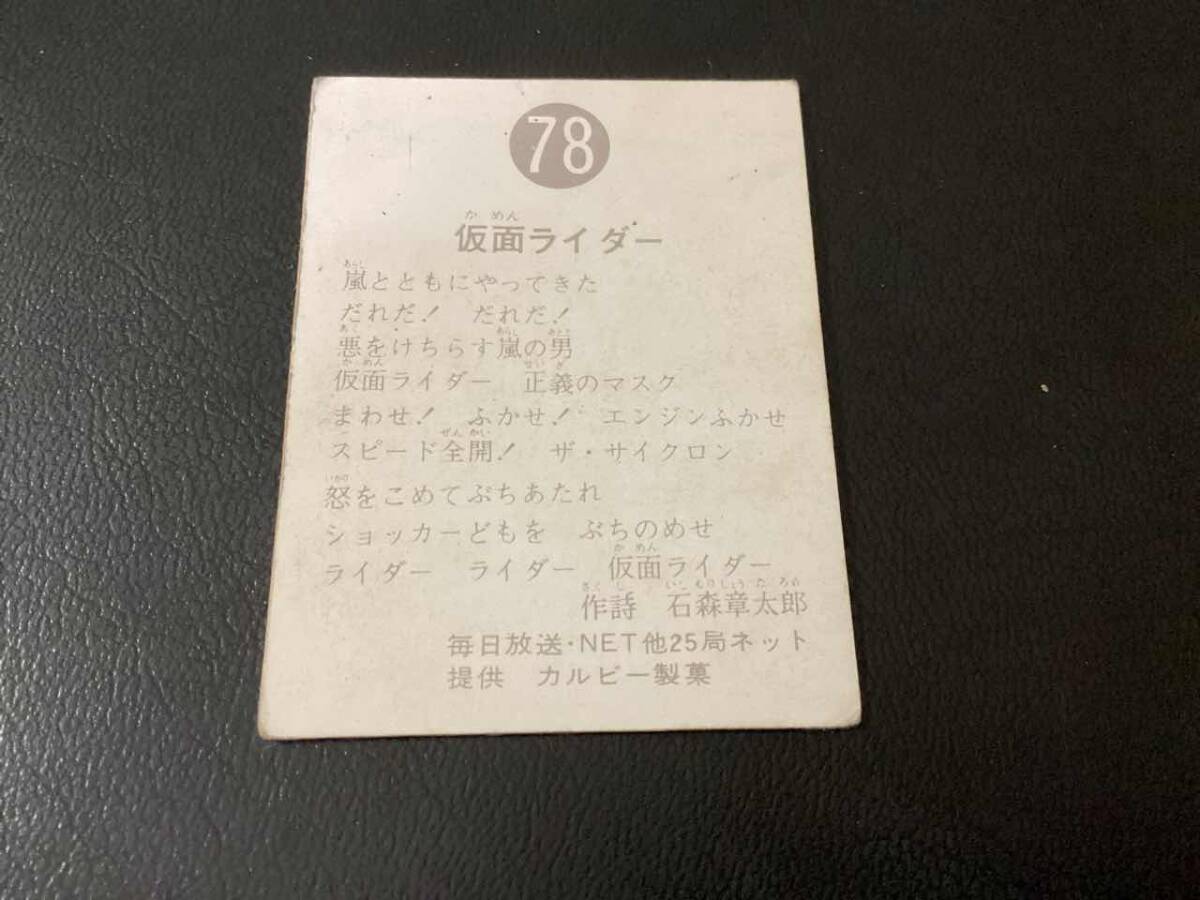 78
仮面ライダー
嵐とともにやってきた
だれだ! だれだ!
悪をけちらす嵐の男
仮面ライダー 正義のマスク
まわせ! ふかせ! エンジンふかせ
スピード全開! ザ・サイクロン
怒をこめてぶちあたれ
ショッカーどもを ぶちのめせ
ライダー ライダー 仮面ライダー
作詩 石森章太郎
毎日放送・NET他25局ネット
提供 カルビー製菓